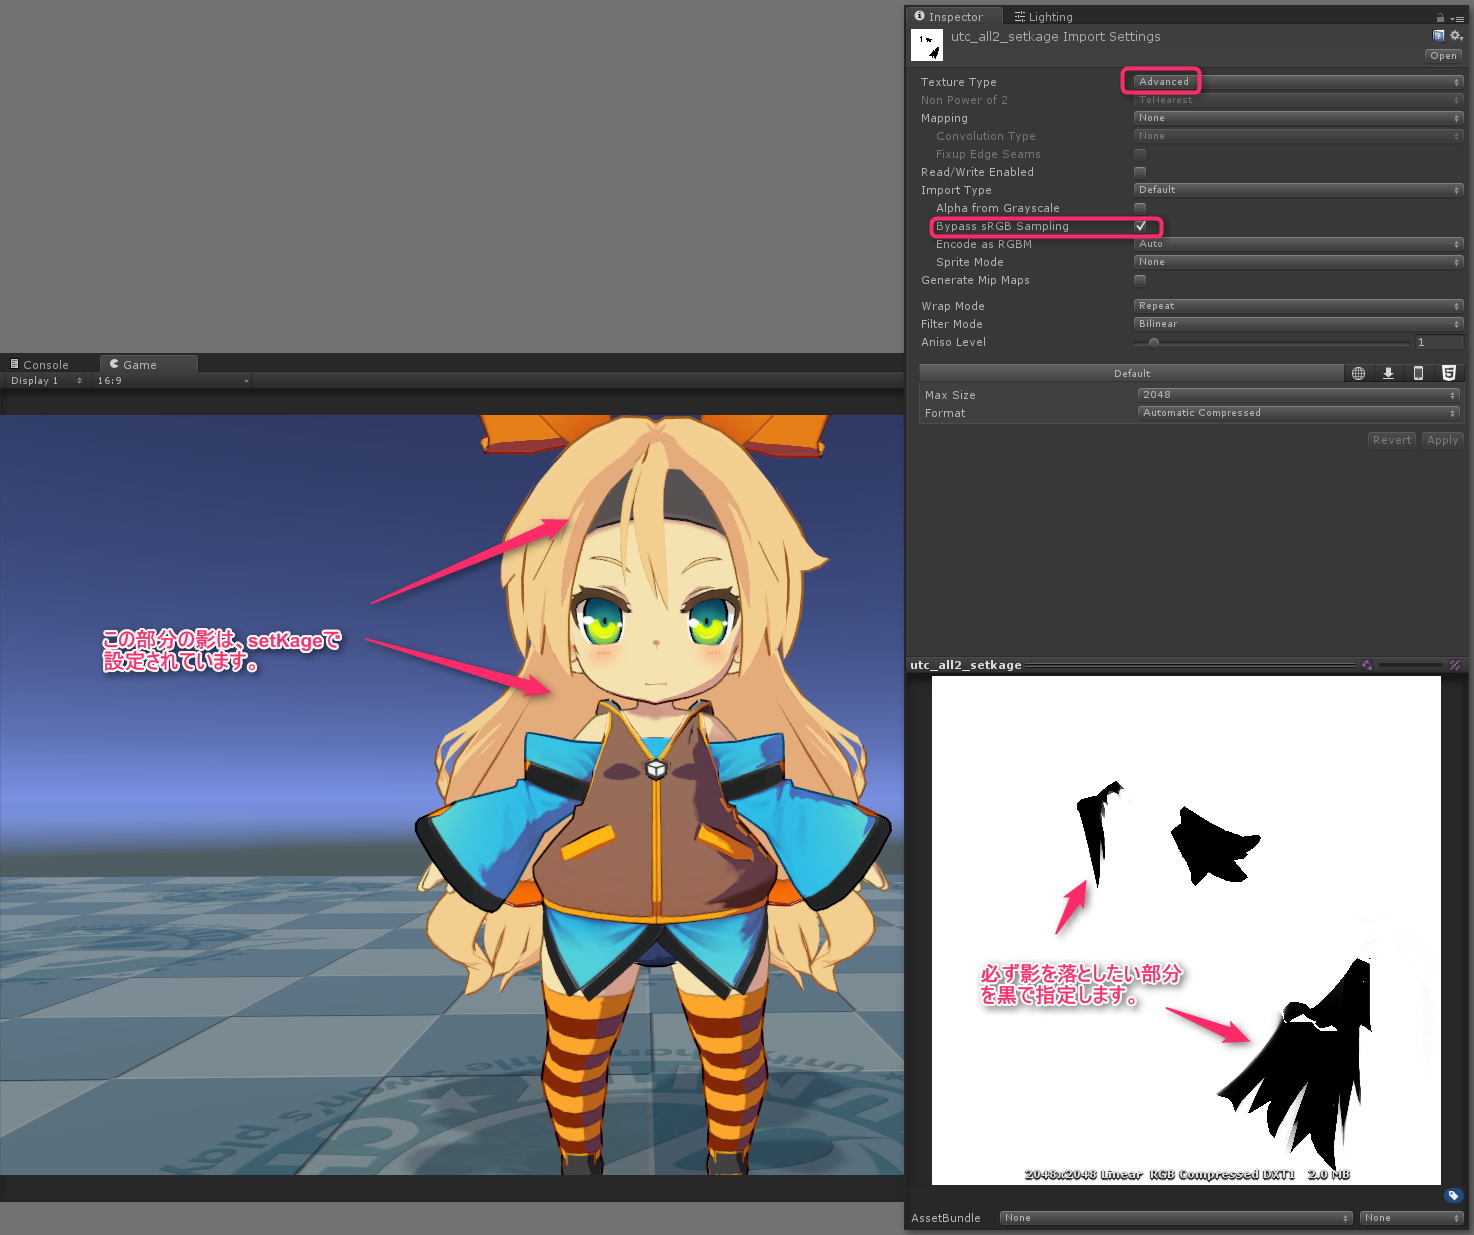 Inspector
Lighting
utc_all2_setkage Import Settings
Open
Texture Type
Advanced
Non Power of 2
ToNearest
Mapping
None
Convolution Type
None
Fixup Edge Seams
Read/Write Enabled
Import Type
Default
Alpha from Grayscale
Bypass sRGB Sampling
Encode as RGBM
Auto
Sprite Mode
None
Generate Mip Maps
Wrap Mode
Repeat
Filter Mode
Bilinear
Aniso Level
1
Default
Max Size
2048
Format
Automatic Compressed
Revert
Apply
Console
Game
Display 1
16:9
この部分の影は、setKageで
設定されています。
utc_all2_setkage
必ず影を落としたい部分
を黒で指定します。
2048x2048 Linear RGB Compressed DXT1 2.0 MB
AssetBundle
None
None